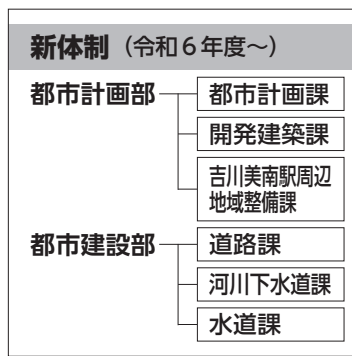 新体制（令和６年度～）
都市計画部
都市計画課
開発建築課
吉川美南駅周辺
地域整備課
都市建設部
道路課
河川下水道課
水道課